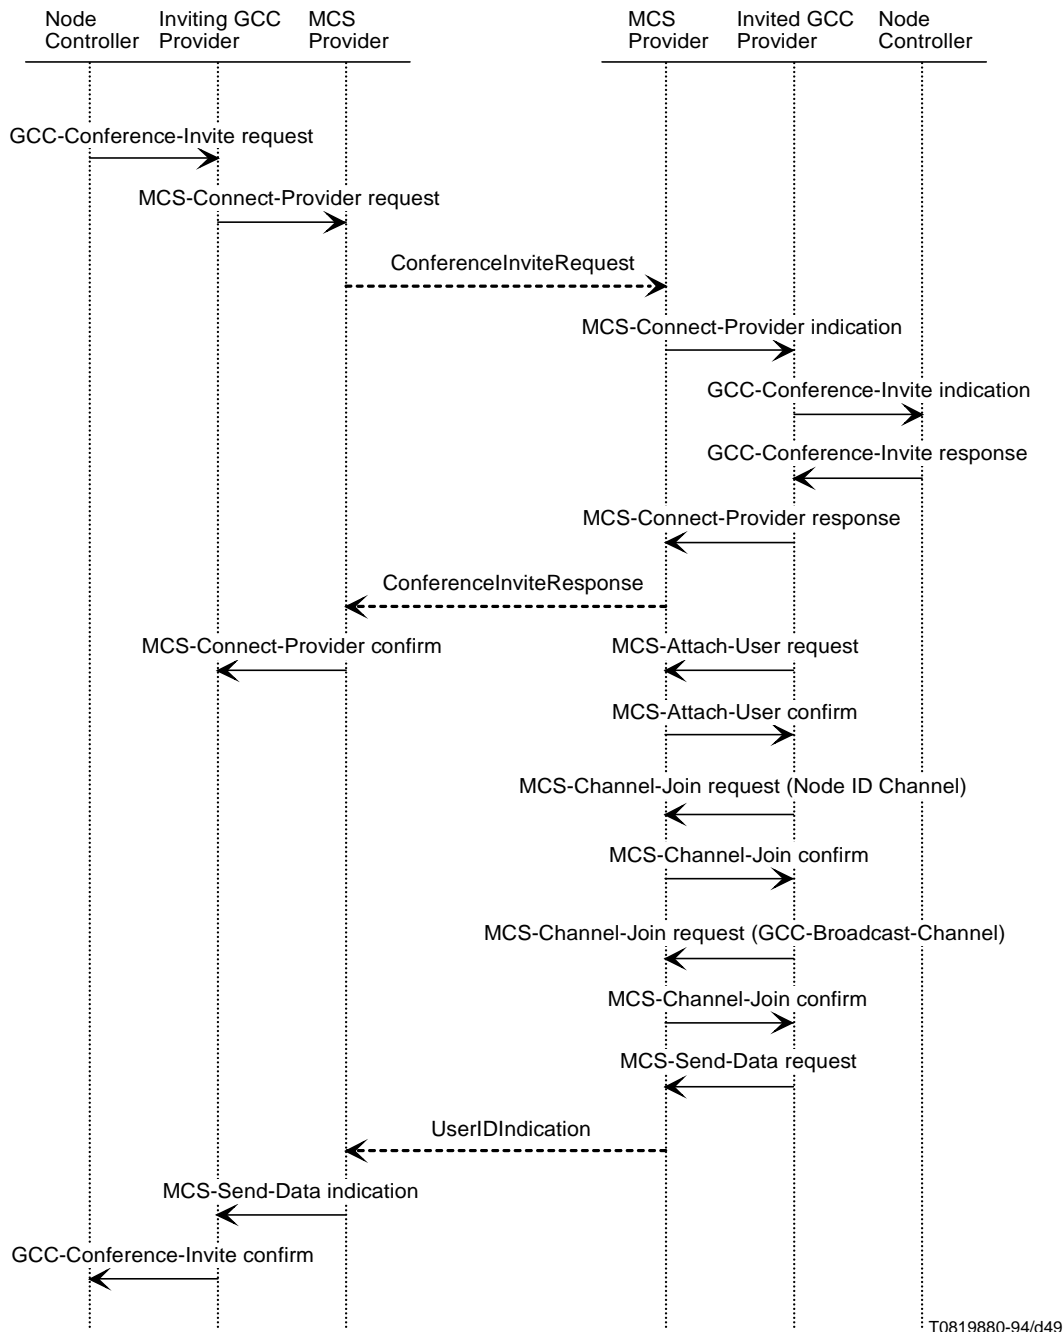 Node
Controller
Inviting GCC
Provider
MCS
Provider
MCS
Provider
Invited GCC
Provider
Node
Controller
GCC-Conference-Invite request
MCS-Connect-Provider request
ConferenceInviteRequest
MCS-Connect-Provider indication
GCC-Conference-Invite indication
GCC-Conference-Invite response
MCS-Connect-Provider response
ConferenceInviteResponse
MCS-Connect-Provider confirm
MCS-Attach-User request
MCS-Attach-User confirm
MCS-Channel-Join request (Node ID Channel)
MCS-Channel-Join confirm
MCS-Channel-Join request (GCC-Broadcast-Channel)
MCS-Channel-Join confirm
MCS-Send-Data request
UserIDIndication
MCS-Send-Data indication
GCC-Conference-Invite confirm
T0819880-94/d49